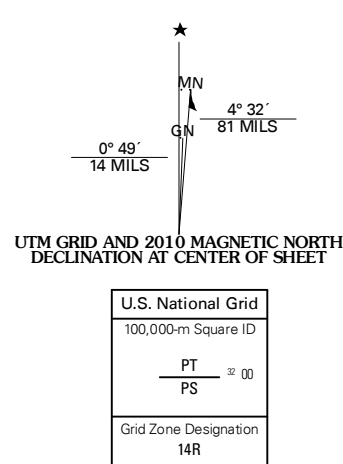 ★
MN
4° 32´
81 MILS
GN
0° 49´
14 MILS
UTM GRID AND 2010 MAGNETIC NORTH
DECLINATION AT CENTER OF SHEET
U.S. National Grid
100,000-m Square ID
PT
32 00
PS
Grid Zone Designation
14R